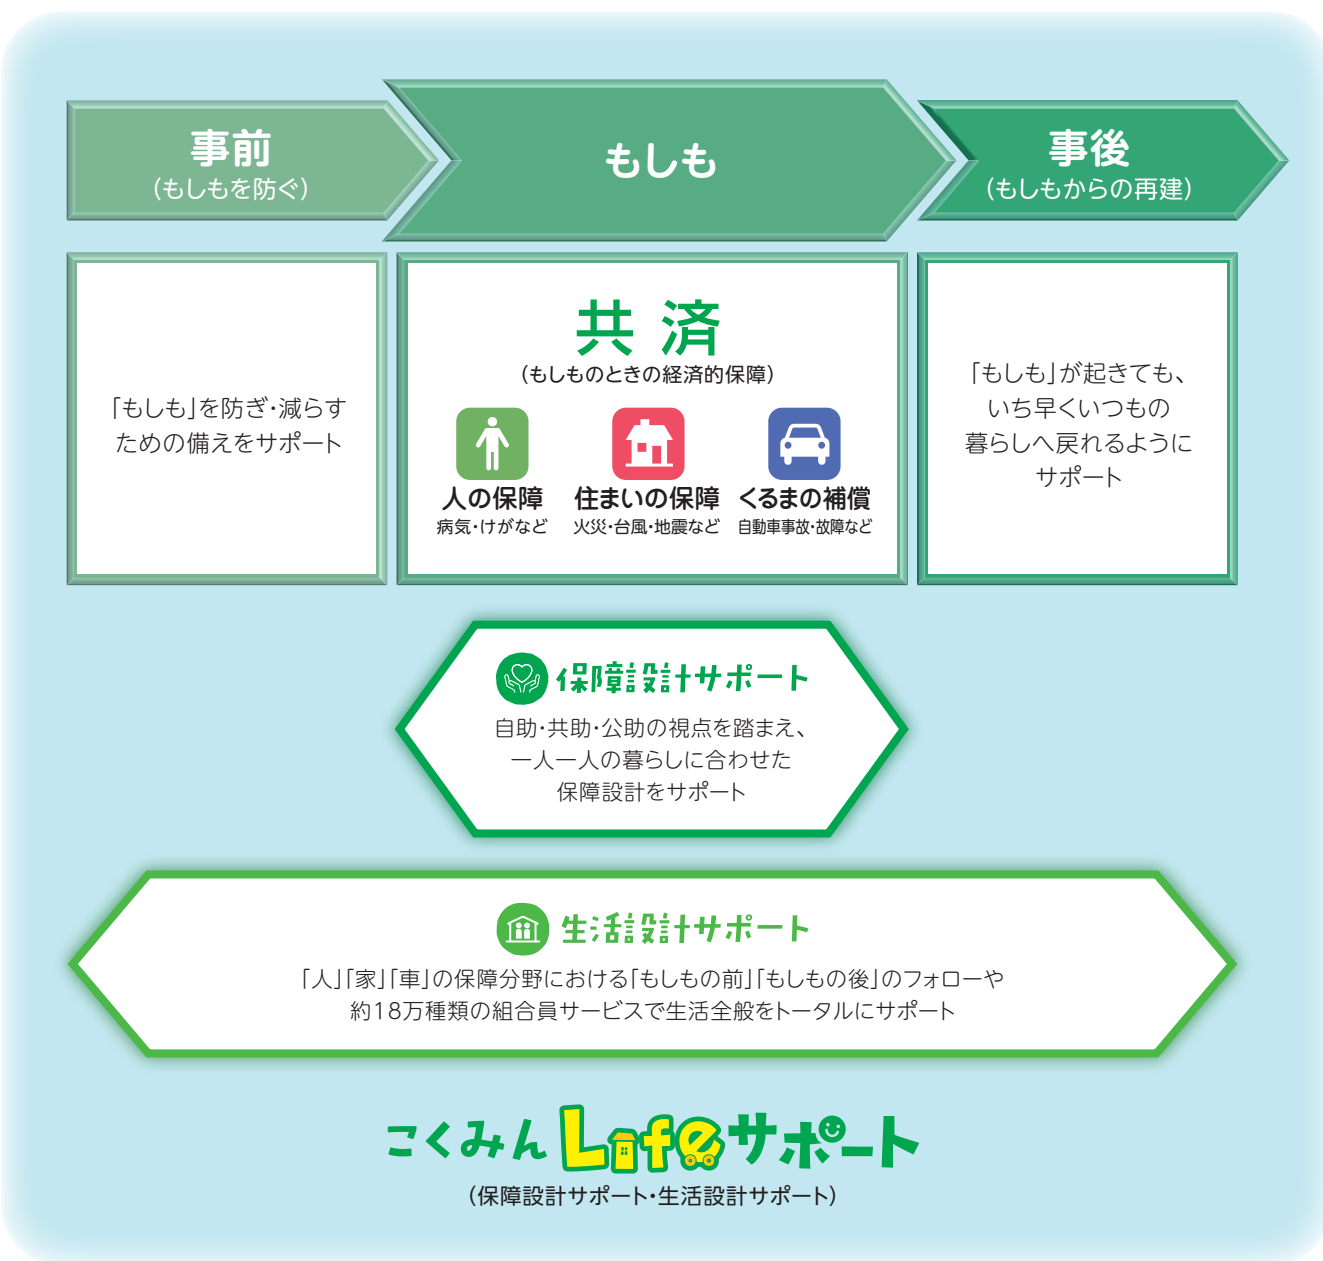 事前
(もしもを防ぐ)
もしも
事後
(もしもからの再建)
「もしも」を防ぎ・減らす
ための備えをサポート
共済
(もしものときの経済的保障)
人の保障
病気・けがなど
住まいの保障
火災・台風・地震など
くるまの補償
自動車事故・故障など
「もしも」が起きても、
いち早くいつもの
暮らしへ戻れるように
サポート
保障設計サポート
自助・共助・公助の視点を踏まえ、
一人一人の暮らしに合わせた
保障設計をサポート
生活設計サポート
「人」「家」「車」の保障分野における「もしもの前」「もしもの後」のフォローや
約18万種類の組合員サービスで生活全般をトータルにサポート
こくみんLifeサポート
(保障設計サポート・生活設計サポート)